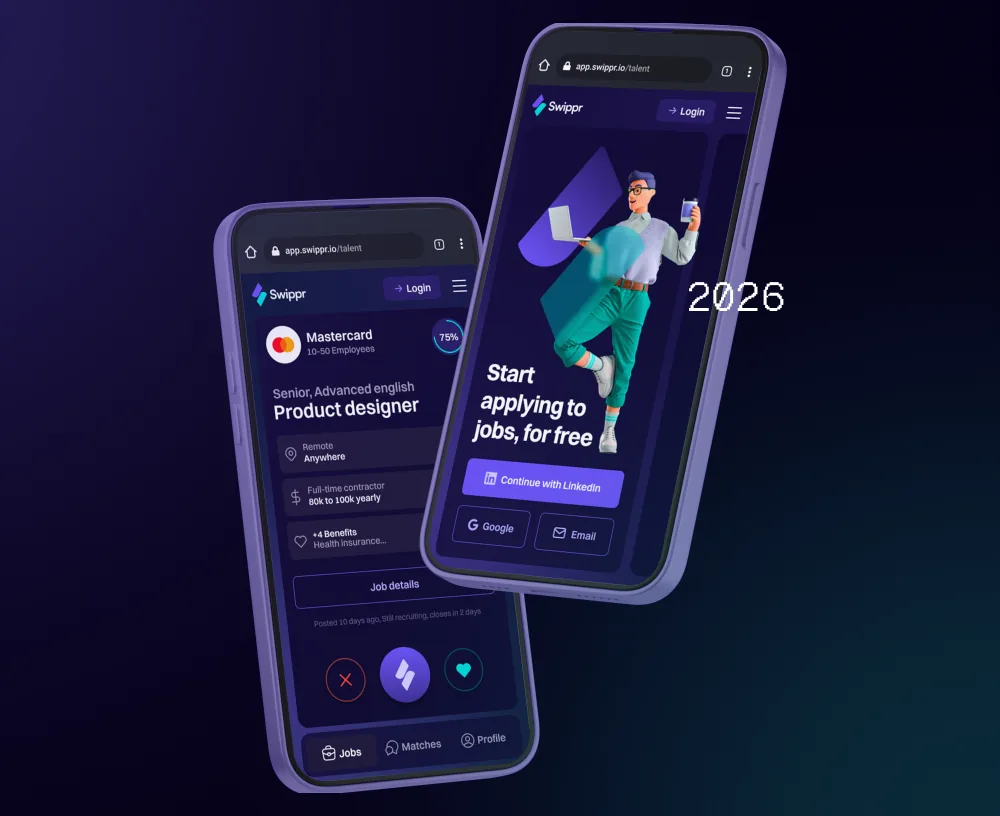 app.swippr.io/talent
1
Swippr
→ Login
Start
applying to
jobs, for free
Continue with LinkedIn
Google
Email
2026
app.swippr.io/talent
1
Swippr
→ Login
Mastercard
10-50 Employees
75%
Senior, Advanced english
Product designer
Remote
Anywhere
Full-time contractor
80k to 100k yearly
+4 Benefits
Health insurance...
Job details
Posted 10 days ago, Still recruiting, closes in 2 days
Jobs
Matches
Profile